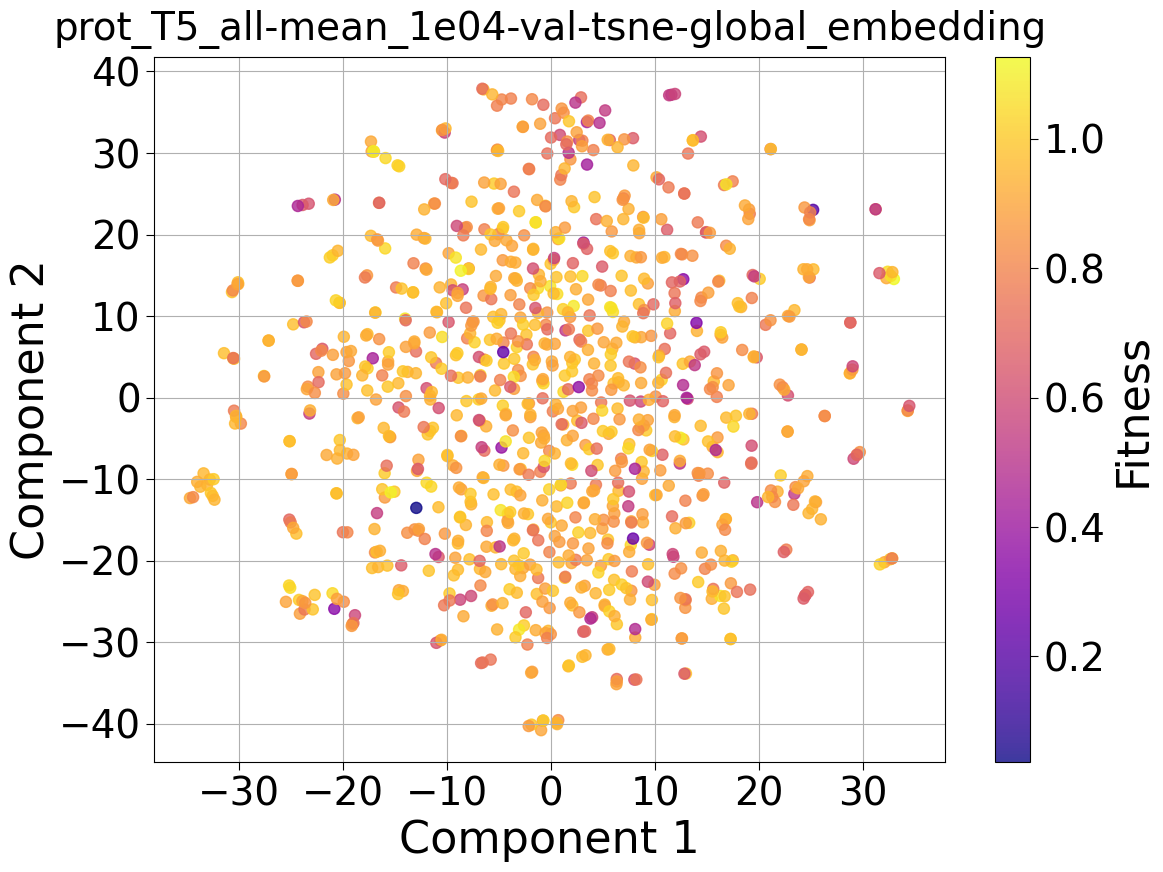 prot_T5_all-mean_1e04-val-tsne-global_embedding
40
30
20
10
0
−10
−20
−30
−40
Component 2
−30 −20 −10 0 10 20 30
Component 1
1.0
0.8
0.6
0.4
0.2
Fitness